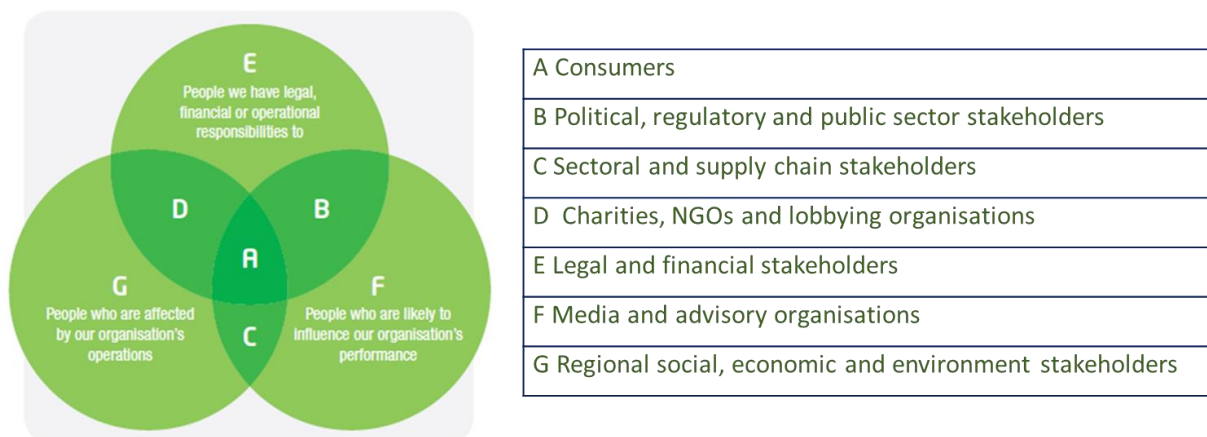 E
People we have legal,
financial or operational
responsibilities to
D
B
A
G
People who are affected
by our organisation's
operations
F
People who are likely to
influence our organisation's
performance
C
A Consumers
B Political, regulatory and public sector stakeholders
C Sectoral and supply chain stakeholders
D Charities, NGOs and lobbying organisations
E Legal and financial stakeholders
F Media and advisory organisations
G Regional social, economic and environment stakeholders